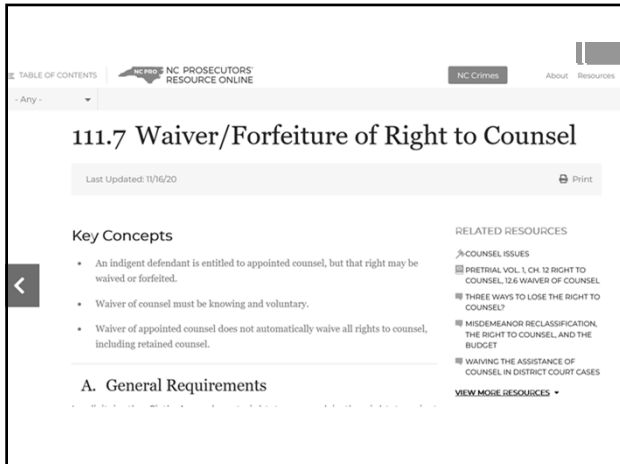 TABLE OF CONTENTS
NC PRO
NC PROSECUTORS'
RESOURCE ONLINE
NC Crimes
About
Resources
- Any -
111.7 Waiver/Forfeiture of Right to Counsel
Last Updated: 11/16/20
Print
Key Concepts
• An indigent defendant is entitled to appointed counsel, but that right may be
waived or forfeited.
• Waiver of counsel must be knowing and voluntary.
• Waiver of appointed counsel does not automatically waive all rights to counsel,
including retained counsel.
A. General Requirements
RELATED RESOURCES
COUNSEL ISSUES
PRETRIAL VOL. 1, CH. 12 RIGHT TO
COUNSEL, 12.6 WAIVER OF COUNSEL
THREE WAYS TO LOSE THE RIGHT TO
COUNSEL?
MISDEMEANOR RECLASSIFICATION,
THE RIGHT TO COUNSEL, AND THE
BUDGET
WAIVING THE ASSISTANCE OF
COUNSEL IN DISTRICT COURT CASES
VIEW MORE RESOURCES